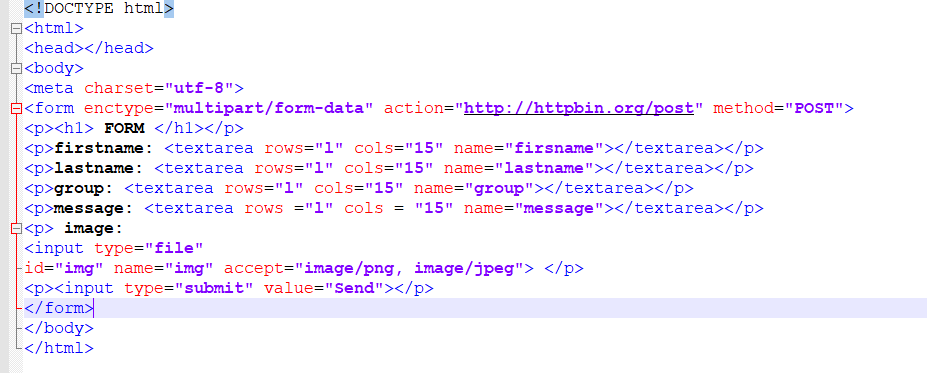 <!DOCTYPE html>
<html>
<head></head>
<body>
<meta charset="utf-8">
<form enctype="multipart/form-data" action="http://httpbin.org/post" method="POST">
<p><h1> FORM </h1></p>
<p>firstname: <textarea rows="1" cols="15" name="firsname"></textarea></p>
<p>lastname: <textarea rows="1" cols="15" name="lastname"></textarea></p>
<p>group: <textarea rows="1" cols="15" name="group"></textarea></p>
<p>message: <textarea rows ="1" cols = "15" name="message"></textarea></p>
<p> image:
<input type="file"
id="img" name="img" accept="image/png, image/jpeg"> </p>
<p><input type="submit" value="Send"></p>
</form>
</body>
</html>